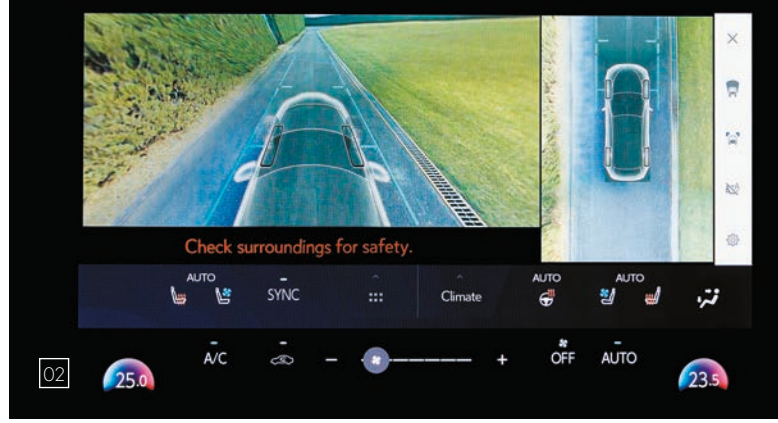 Check surroundings for safety.
AUTO
SYNC
Climate
AUTO
AUTO
A/C
OFF
AUTO
02
25.0
23.5